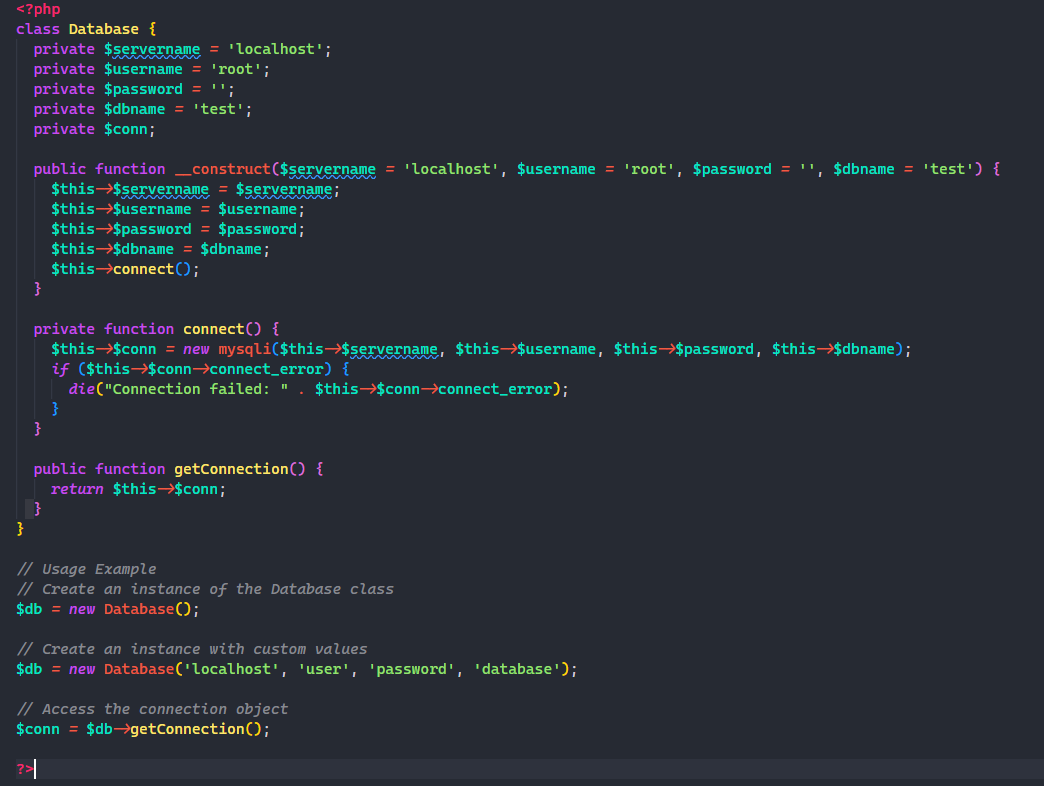 <?php
class Database {
  private $servername = 'localhost';
  private $username = 'root';
  private $password = '';
  private $dbname = 'test';
  private $conn;

  public function __construct($servername = 'localhost', $username = 'root', $password = '', $dbname = 'test') {
    $this->$servername = $servername;
    $this->$username = $username;
    $this->$password = $password;
    $this->$dbname = $dbname;
    $this->connect();
  }

  private function connect() {
    $this->$conn = new mysqli($this->$servername, $this->$username, $this->$password, $this->$dbname);
    if ($this->$conn->connect_error) {
      die("Connection failed: " . $this->$conn->connect_error);
    }
  }

  public function getConnection() {
    return $this->$conn;
  }
}

// Usage Example
// Create an instance of the Database class
$db = new Database();

// Create an instance with custom values
$db = new Database('localhost', 'user', 'password', 'database');

// Access the connection object
$conn = $db->getConnection();

?>